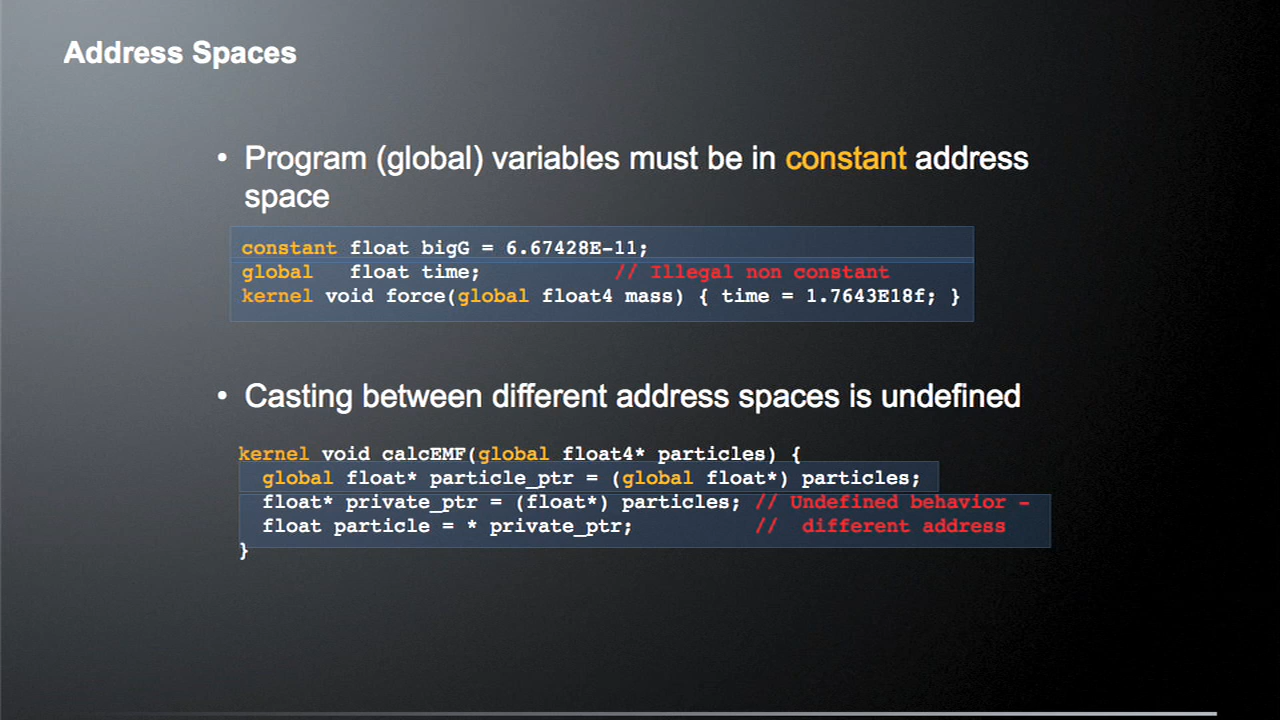 Address Spaces
• Program (global) variables must be in constant address
space
constant float bigG = 6.67428E-11;
global   float time;           // Illegal non constant
kernel void force(global float4 mass) { time = 1.7643E18f; }
• Casting between different address spaces is undefined
kernel void calcEMF(global float4* particles) {
  global float* particle_ptr = (global float*) particles;
  float* private_ptr = (float*) particles; // Undefined behavior -
  float particle = * private_ptr;          //  different address
}